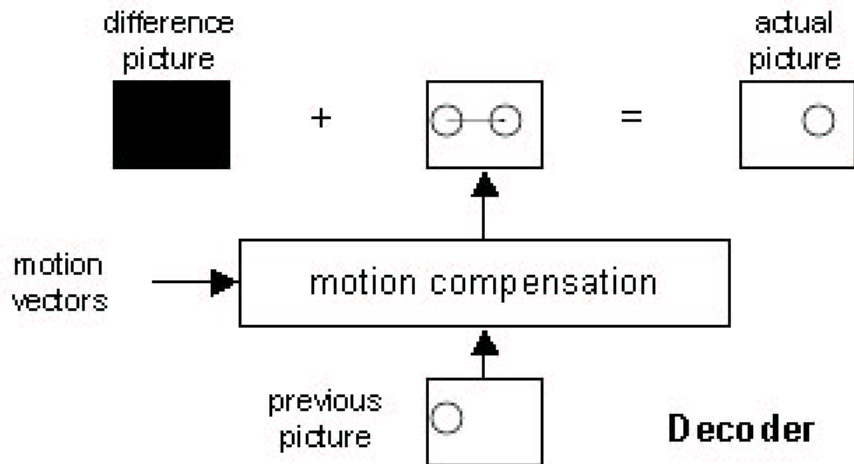 difference
picture
actual
picture
+
=
motion
vectors
motion compensation
previous
picture
Decoder